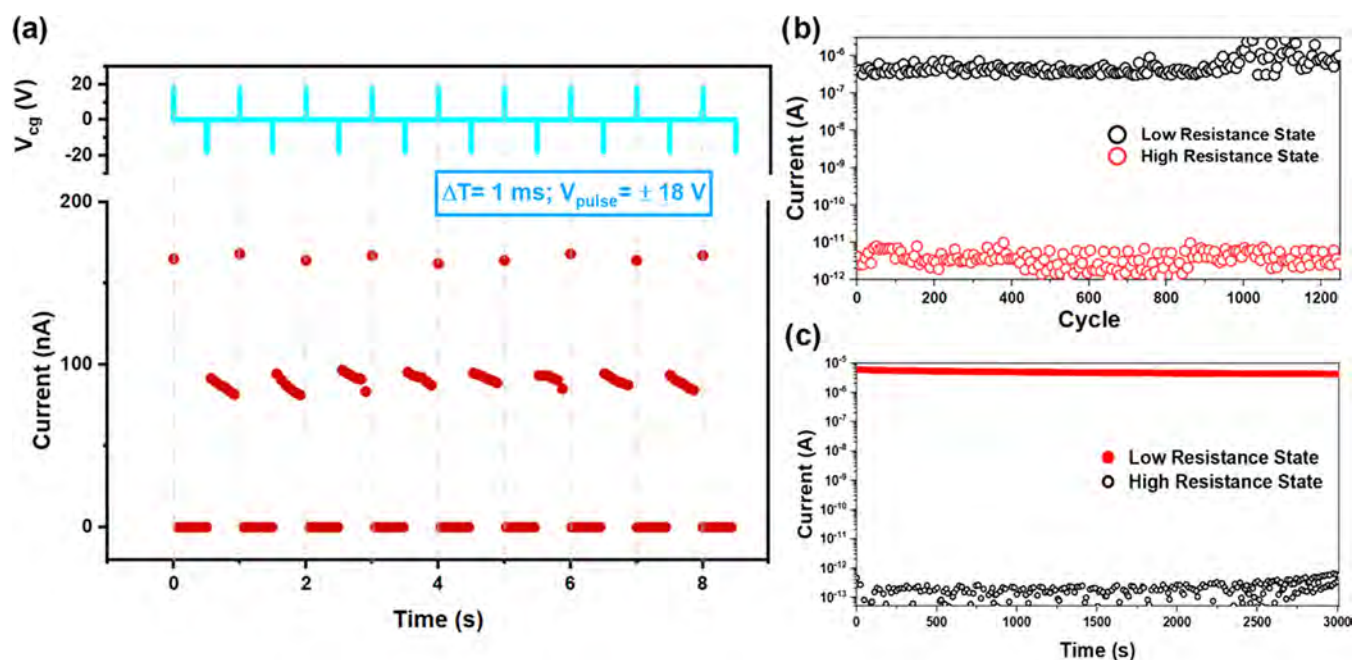 (a)
V_cg (V)
20
0
-20
ΔT= 1 ms; V_pulse= ± 18 V
Current (nA)
200
100
0
0
2
4
6
8
Time (s)
(b)
Current (A)
10^-6
10^-7
10^-8
10^-9
10^-10
10^-11
10^-12
Low Resistance State
High Resistance State
0
200
400
600
800
1000
1200
Cycle
(c)
Current (A)
10^-5
10^-6
10^-7
10^-8
10^-9
10^-10
10^-11
10^-12
10^-13
Low Resistance State
High Resistance State
0
500
1000
1500
2000
2500
3000
Time (s)